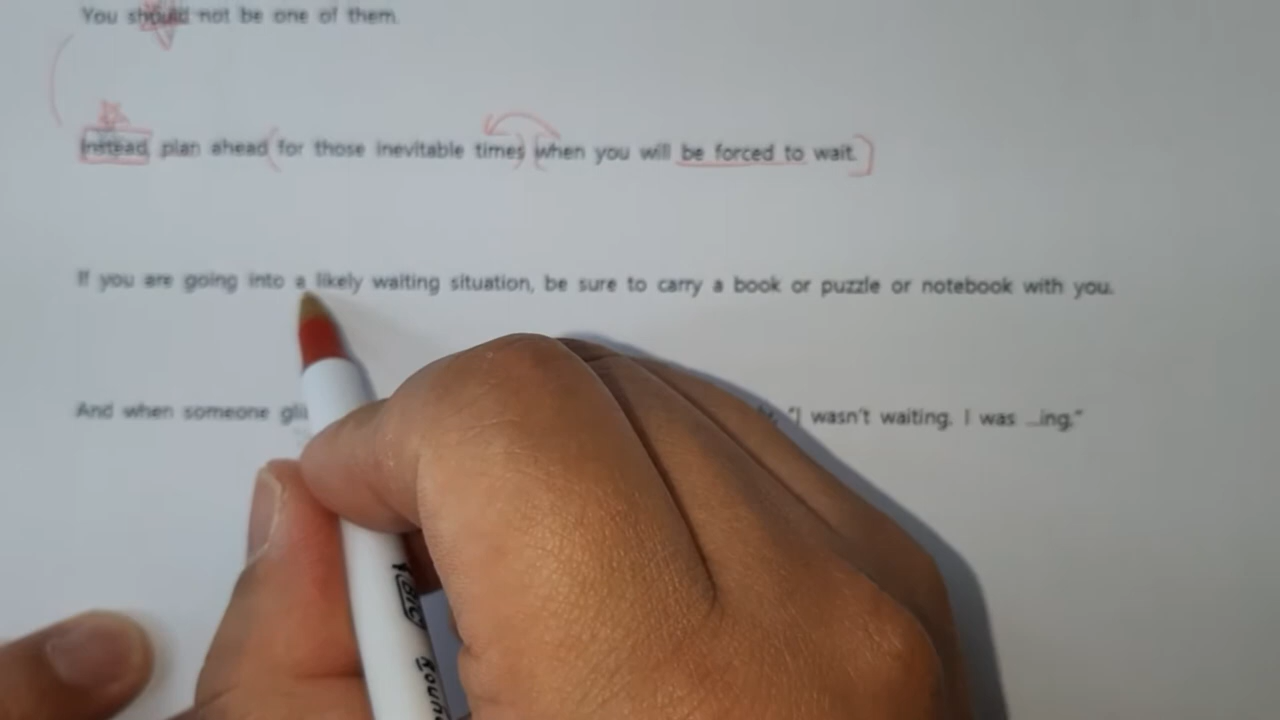 You should not be one of them.
Instead plan ahead for those inevitable times when you will be forced to wait.
If you are going into a likely waiting situation, be sure to carry a book or puzzle or notebook with you.
And when someone "I wasn't waiting. I was ...ing."
BIC Roun